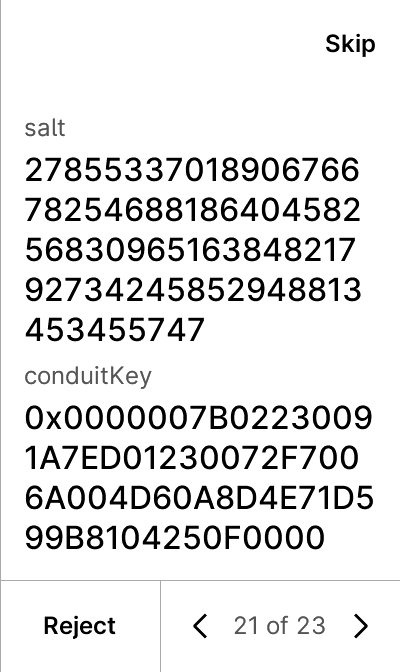 Skip
salt
27855337018906766
78254688186404582
56830965163848217
92734245852948813
453455747
conduitKey
0x0000007B0223009
1A7ED01230072F700
6A004D60A8D4E71D5
99B8104250F0000
Reject
21 of 23